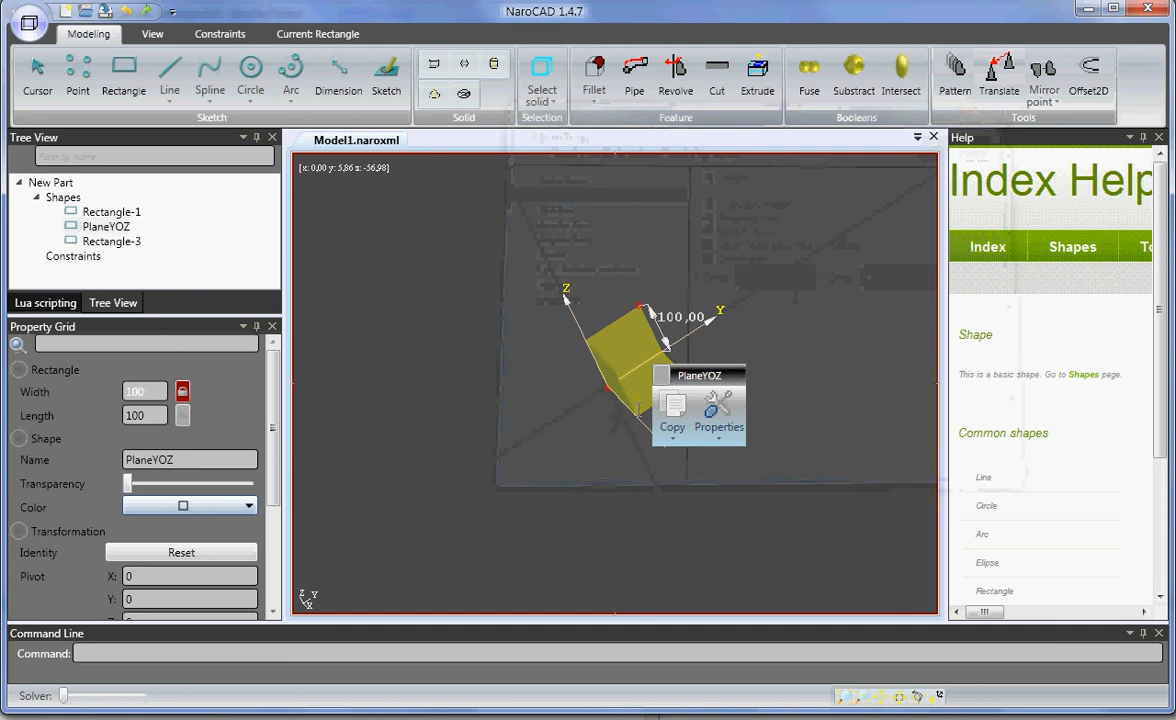 NaroCAD 1.4.7
Modeling
View
Constraints
Current: Rectangle
Cursor
Point
Rectangle
Line
Spline
Circle
Arc
Dimension
Sketch
Sketch
Solid
Select solid
Selection
Fillet
Pipe
Revolve
Cut
Extrude
Feature
Fuse
Substract
Intersect
Booleans
Pattern
Translate
Mirror point
Offset2D
Tools
Tree View
Filter by name
New Part
Shapes
Rectangle-1
PlaneYOZ
Rectangle-3
Constraints
Lua scripting
Tree View
Property Grid
Rectangle
Width 100
Length 100
Shape
Name PlaneYOZ
Transparency
Color
Transformation
Identity Reset
Pivot X: 0
Y: 0
Model1.naroxml
[x: 0,00 y: 5,86 z: -56,98]
Z
Y
100,00
PlaneYOZ
Copy
Properties
Z Y
X
Help
Index Help
Index
Shapes
To
Shape
This is a basic shape. Go to Shapes page.
Common shapes
Line
Circle
Arc
Elipse
Rectangle
Command Line
Command:
Solver: